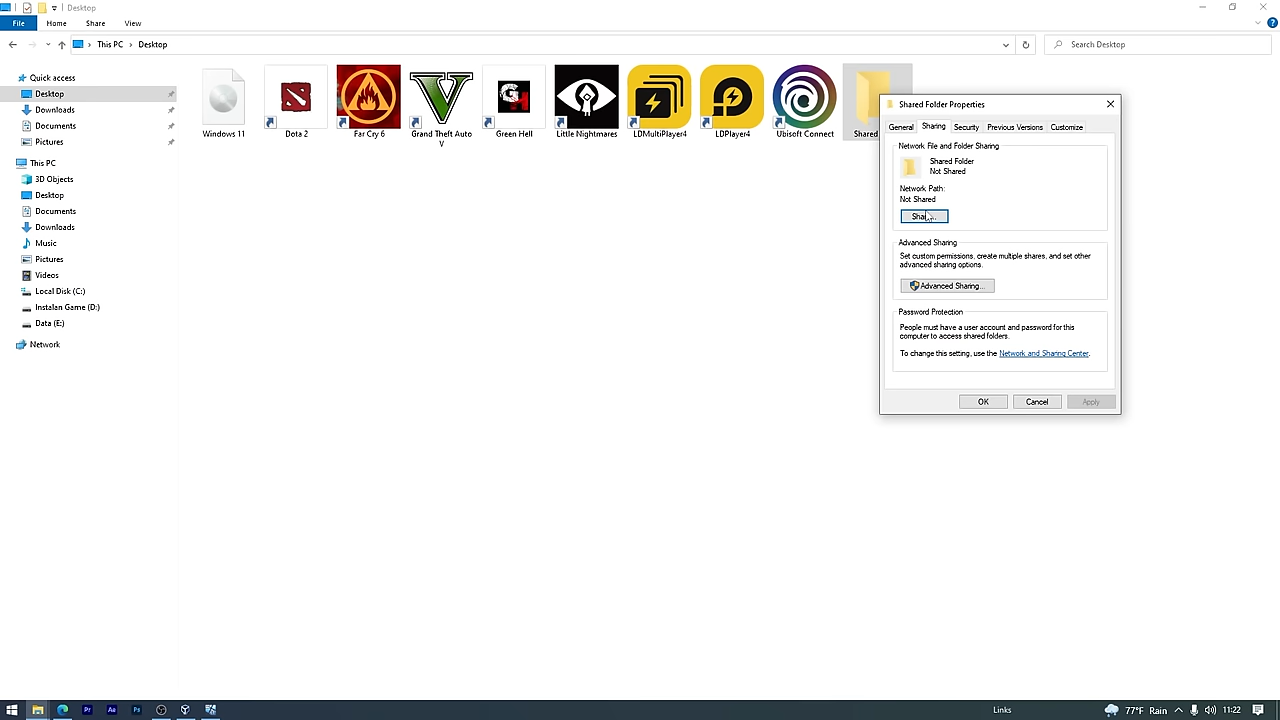 Desktop
File
Home
Share
View
This PC
Desktop
Search Desktop
Quick access
Desktop
Downloads
Documents
Pictures
This PC
3D Objects
Desktop
Documents
Downloads
Music
Pictures
Videos
Local Disk (C:)
Instalan Game (D:)
Data (E:)
Network
Windows 11
Dota 2
Far Cry 6
Grand Theft Auto
V
Green Hell
Little Nightmares
LDMultiPlayer4
LDPlayer4
Ubisoft Connect
Shared
Shared Folder Properties
General
Sharing
Security
Previous Versions
Customize
Network File and Folder Sharing
Shared Folder
Not Shared
Network Path:
Not Shared
Share...
Advanced Sharing
Set custom permissions, create multiple shares, and set other
advanced sharing options.
Advanced Sharing...
Password Protection
People must have a user account and password for this
computer to access shared folders.
To change this setting, use the Network and Sharing Center.
OK
Cancel
Apply
Pr
Ae
Ps
Links
77°F Rain
11:22